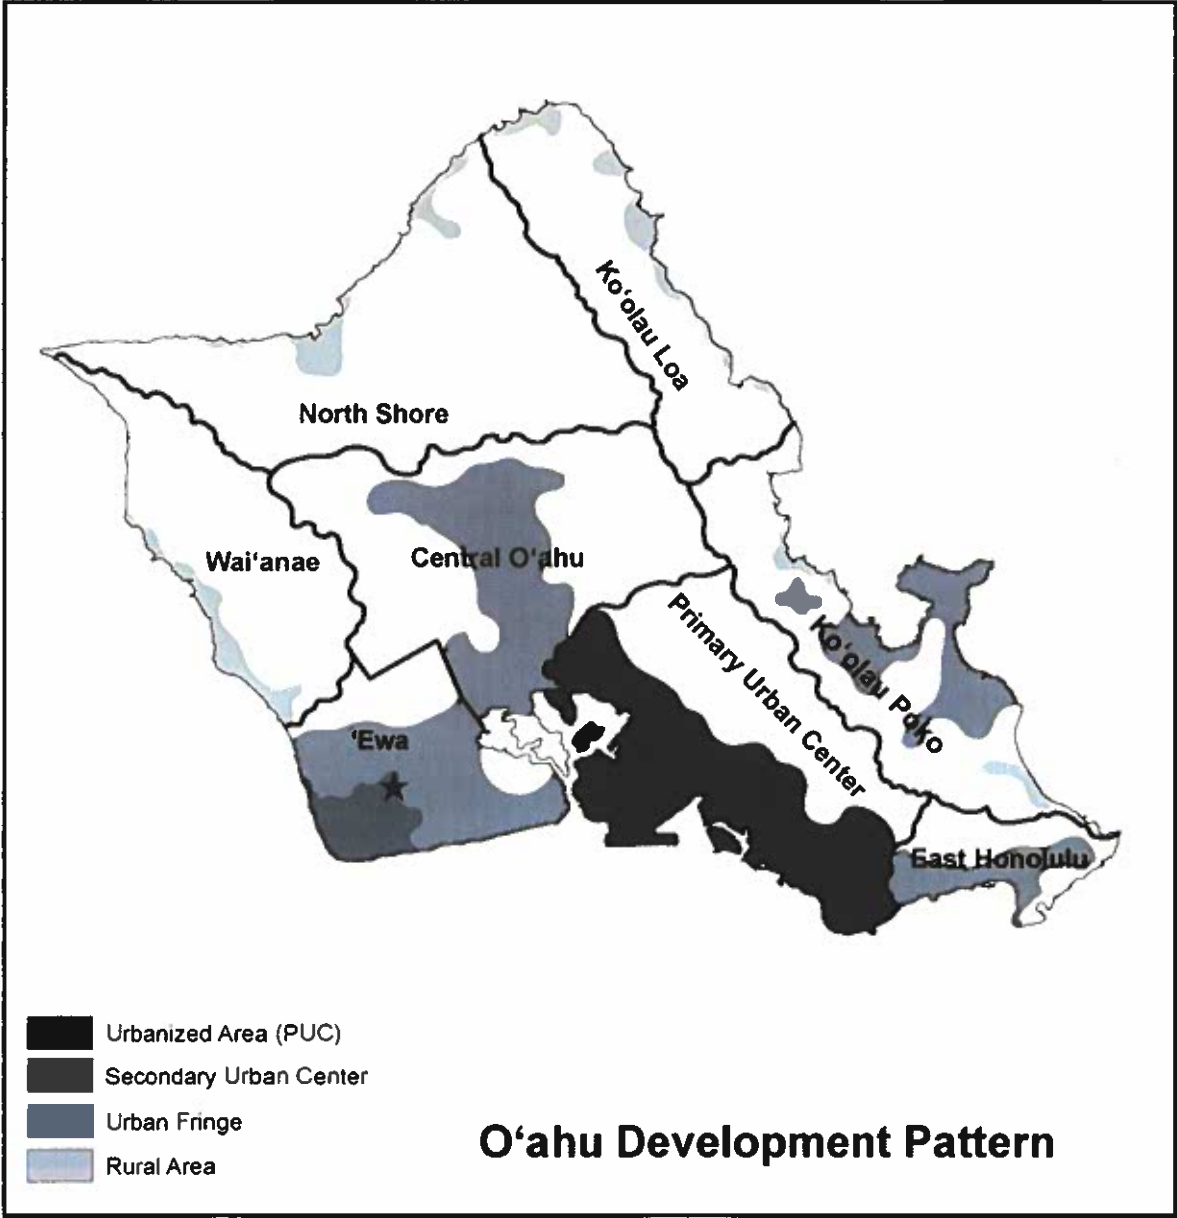 Ko‘olau Loa
North Shore
Wai‘anae
Central O‘ahu
Primary Urban Center
Ko‘olau Poko
‘Ewa
East Honolulu
Urbanized Area (PUC)
Secondary Urban Center
Urban Fringe
Rural Area
O‘ahu Development Pattern